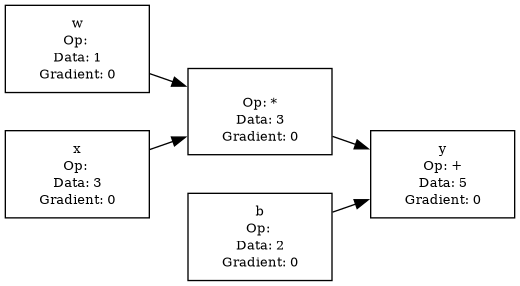 w
Op:
Data: 1
Gradient: 0
x
Op:
Data: 3
Gradient: 0
Op: *
Data: 3
Gradient: 0
b
Op:
Data: 2
Gradient: 0
y
Op: +
Data: 5
Gradient: 0